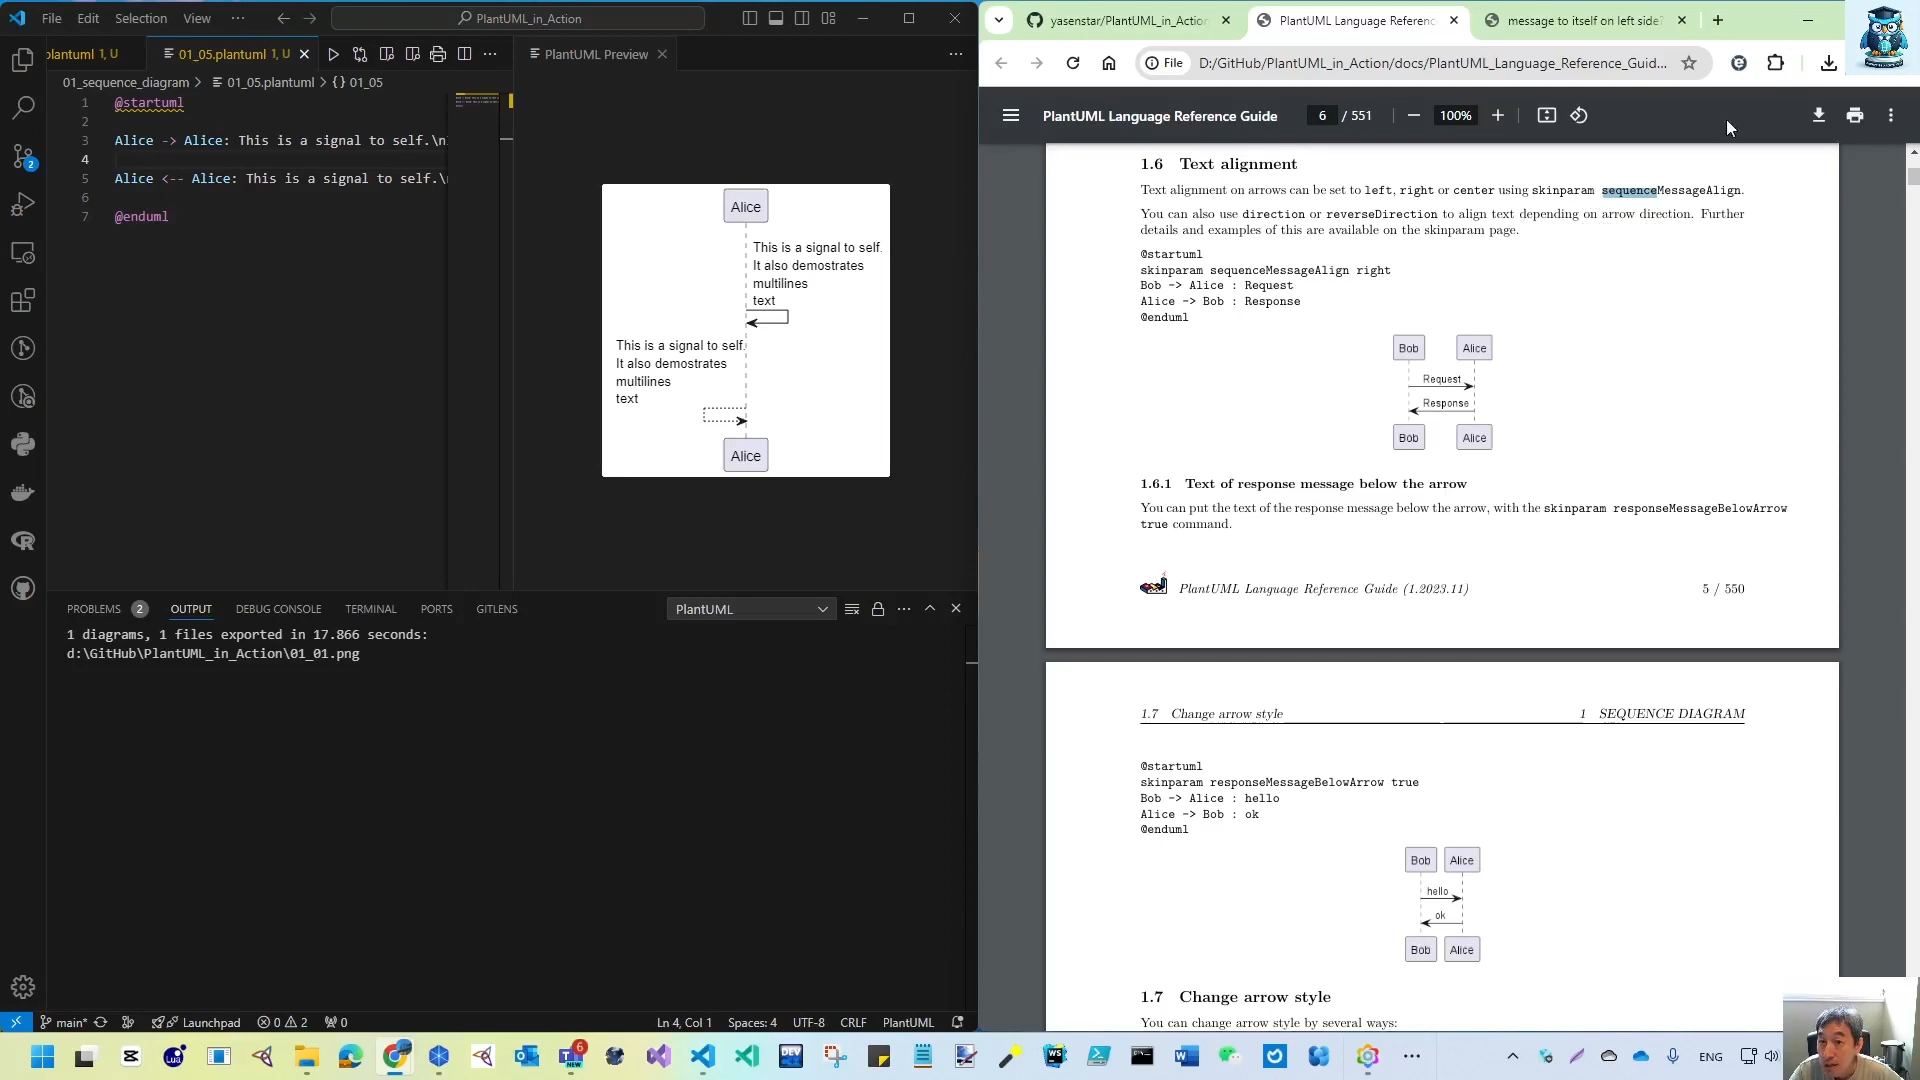 File Edit Selection View ··· PlantUML_in_Action
lantuml 1, U 01_05.plantuml 1, U PlantUML Preview
01_sequence_diagram > 01_05.plantuml > {} 01_05
1 @startuml
2
3 Alice -> Alice: This is a signal to self.\n
4
5 Alice <-- Alice: This is a signal to self.\
6
7 @enduml
Alice
This is a signal to self.
It also demostrates
multilines
text
This is a signal to self.
It also demostrates
multilines
text
Alice
PROBLEMS 2 OUTPUT DEBUG CONSOLE TERMINAL PORTS GITLENS PlantUML
1 diagrams, 1 files exported in 17.866 seconds:
d:\GitHub\PlantUML_in_Action\01_01.png
main* Launchpad 0 2 0 Ln 4, Col 1 Spaces: 4 UTF-8 CRLF PlantUML
yasenstar/PlantUML_in_Action PlantUML Language Referenc message to itself on left side?
File D:/GitHub/PlantUML_in_Action/docs/PlantUML_Language_Reference_Guid...
PlantUML Language Reference Guide 6 / 551 100%
1.6 Text alignment
Text alignment on arrows can be set to left, right or center using skinparam sequenceMessageAlign.
You can also use direction or reverseDirection to align text depending on arrow direction. Further
details and examples of this are available on the skinparam page.
@startuml
skinparam sequenceMessageAlign right
Bob -> Alice : Request
Alice -> Bob : Response
@enduml
Bob Alice
Request
Response
Bob Alice
1.6.1 Text of response message below the arrow
You can put the text of the response message below the arrow, with the skinparam responseMessageBelowArrow
true command.
PlantUML Language Reference Guide (1.2023.11) 5 / 550
1.7 Change arrow style 1 SEQUENCE DIAGRAM
@startuml
skinparam responseMessageBelowArrow true
Bob -> Alice : hello
Alice -> Bob : ok
@enduml
Bob Alice
hello
ok
Bob Alice
1.7 Change arrow style
You can change arrow style by several ways:
6 NEW DEV WS ENG